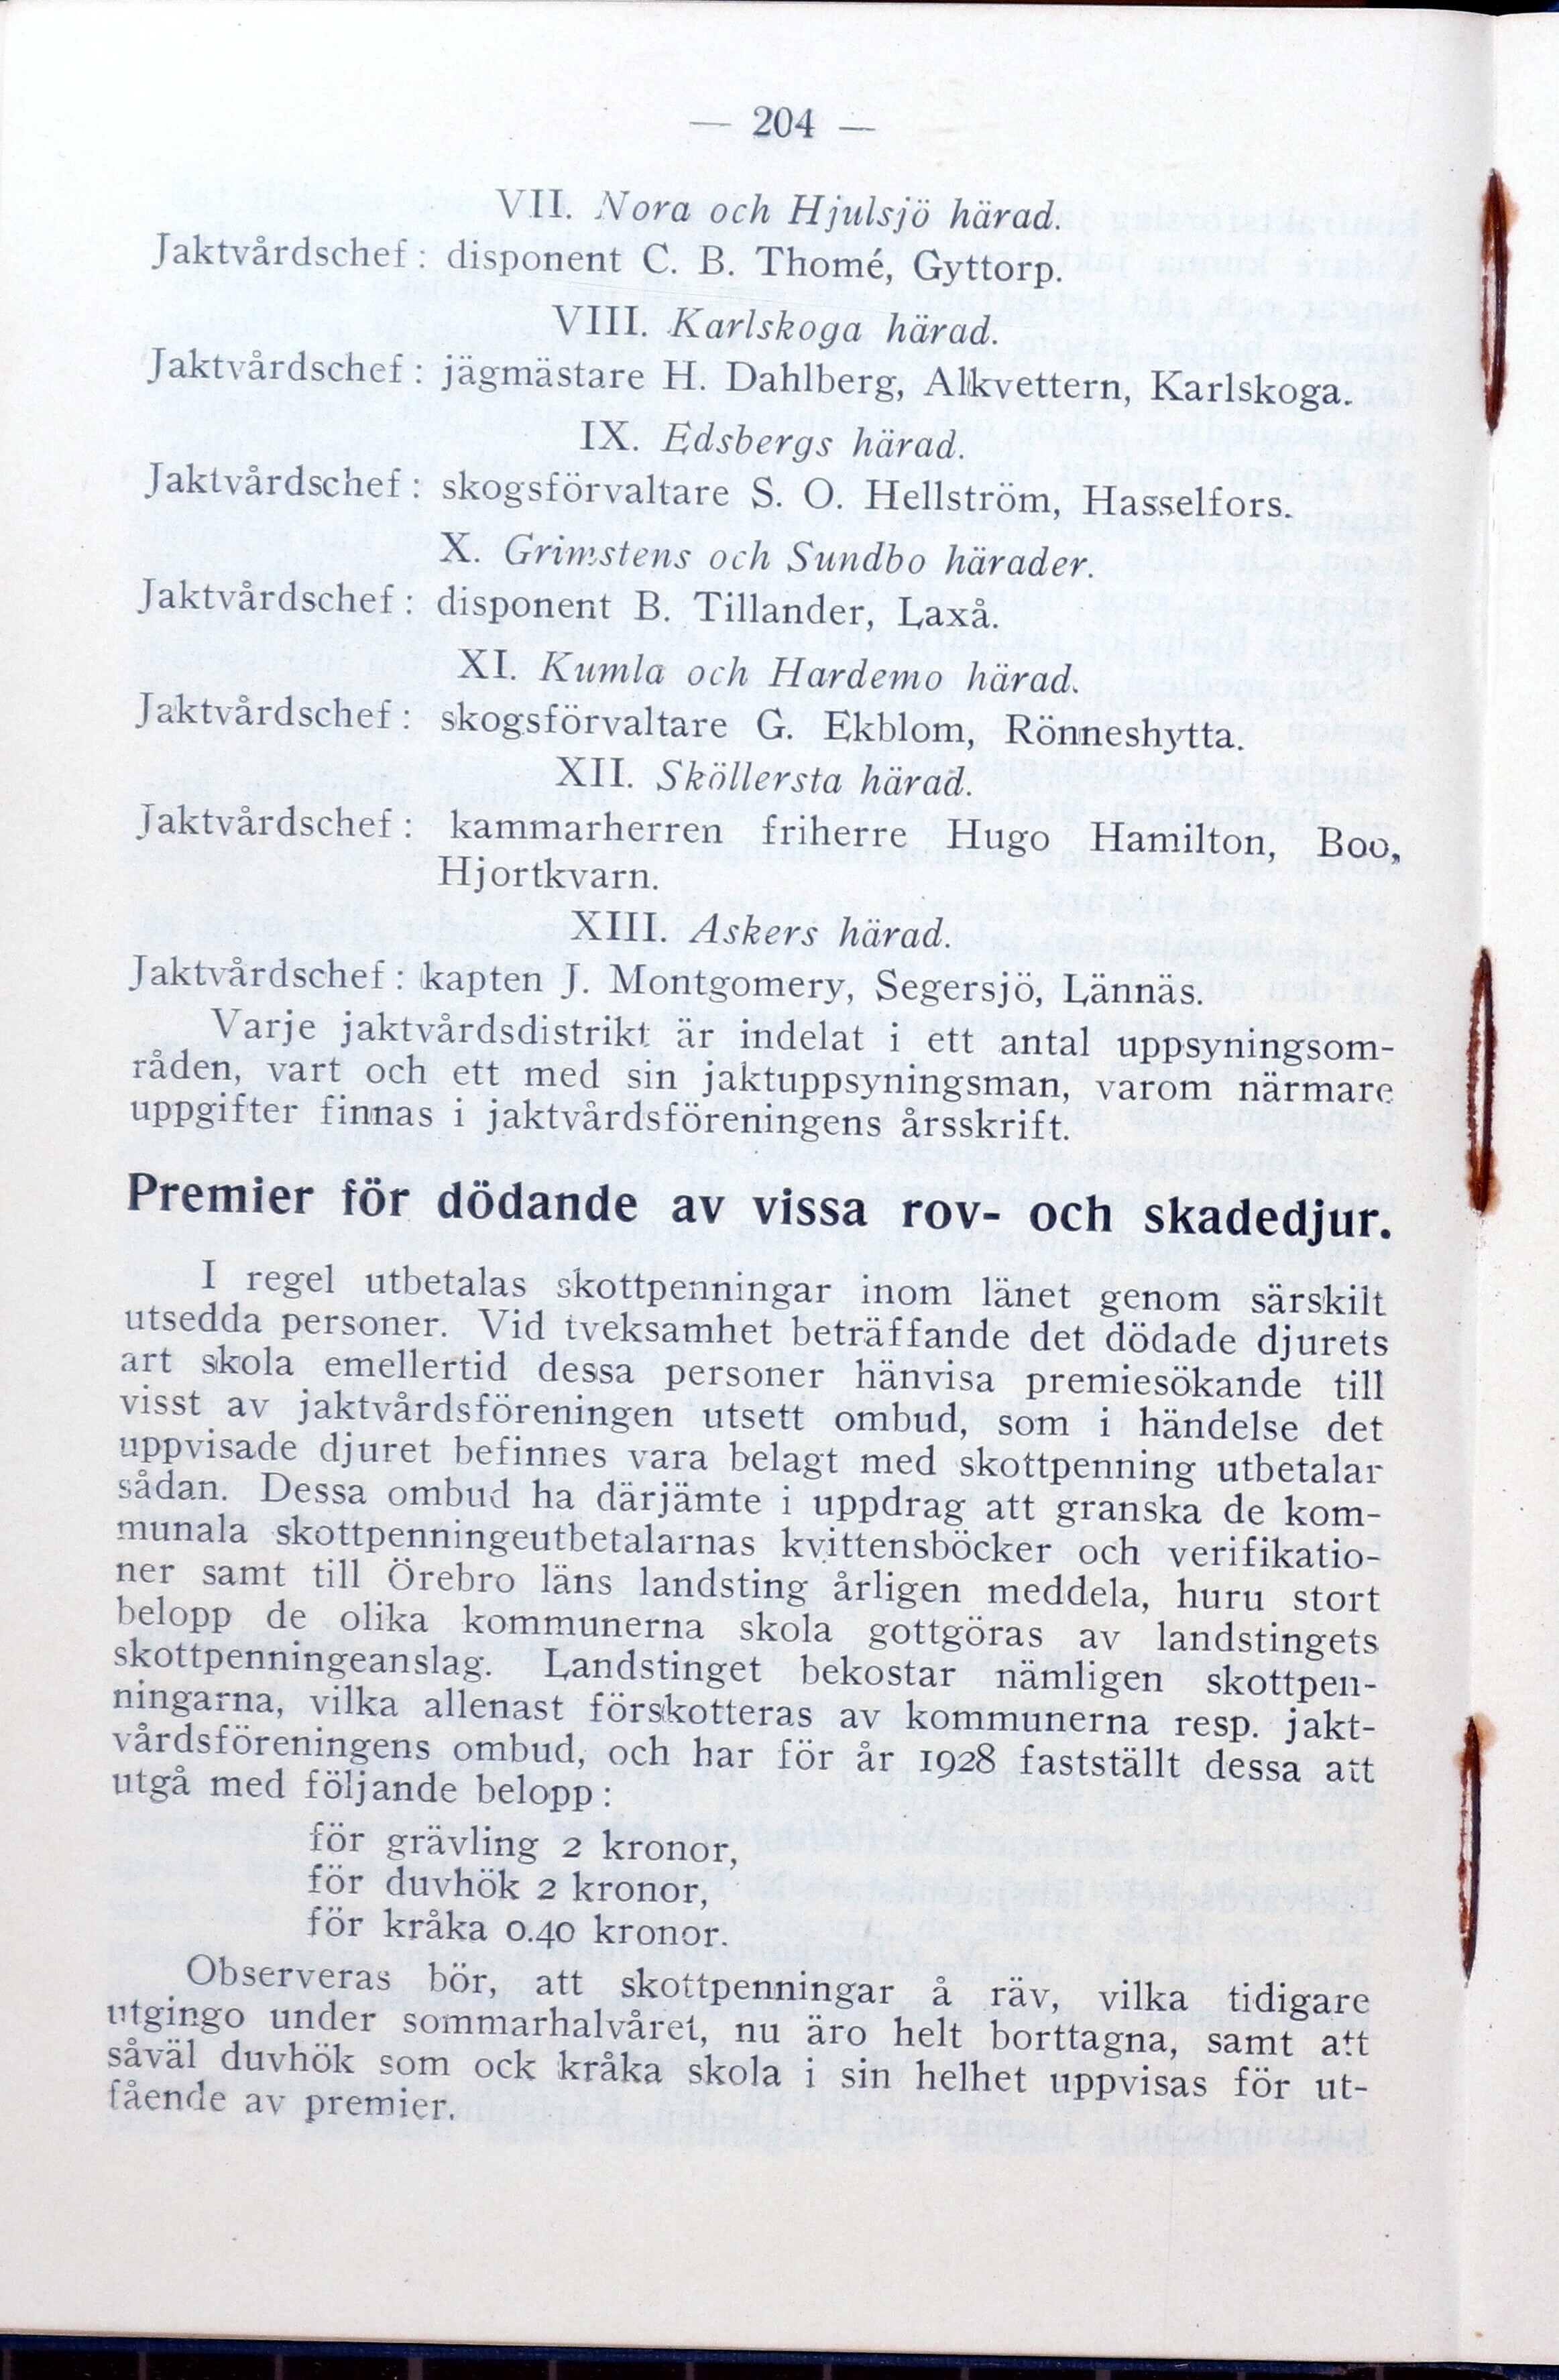 — 204 —
VII. Nora och Hjulsjö härad.
Jaktvårdschef: disponent C. B. Thomé, Gyttorp.
VIII. Karlskoga härad.
Jaktvårdschef: jägmästare H. Dahlberg, Alkvettern, Karlskoga.
IX. Edsbergs härad.
Jaktvårdschef: skogsförvaltare S. O. Hellström, Hasselfors.
X. Grimstens och Sundbo härader.
Jaktvårdschef: disponent B. Tillander, Laxå.
XI. Kumla och Hardemo härad.
Jaktvårdschef: skogsförvaltare G. Ekblom, Rönneshytta.
XII. Sköllersta härad.
Jaktvårdschef: kammarherren friherre Hugo Hamilton, Boo,
Hjortkvarn.
XIII. Askers härad.
Jaktvårdschef: kapten J. Montgomery, Segersjö, Lännäs.
Varje jaktvårdsdistrikt är indelat i ett antal uppsyningsom-
råden, vart och ett med sin jaktuppsyningsman, varom närmare
uppgifter finnas i jaktvårdsföreningens årsskrift.
Premier för dödande av vissa rov- och skadedjur.
I regel utbetalas skottpenningar inom länet genom särskilt
utsedda personer. Vid tveksamhet beträffande det dödade djurets
art skola emellertid dessa personer hänvisa premiesökande till
visst av jaktvårdsföreningen utsett ombud, som i händelse det
uppvisade djuret befinnes vara belagt med skottpenning utbetalar
sådan. Dessa ombud ha därjämte i uppdrag att granska de kom-
munala skottpenningeutbetalarnas kvittensböcker och verifikatio-
ner samt till Örebro läns landsting årligen meddela, huru stort
belopp de olika kommunerna skola gottgöras av landstingets
skottpenningeanslag. Landstinget bekostar nämligen skottpen-
ningarna, vilka allenast förskotteras av kommunerna resp. jakt-
vårdsföreningens ombud, och har för år 1928 fastställt dessa att
utgå med följande belopp:
för grävling 2 kronor,
för duvhök 2 kronor,
för kråka 0.40 kronor.
Observeras bör, att skottpenningar å räv, vilka tidigare
utgingo under sommarhalvåret, nu äro helt borttagna, samt att
såväl duvhök som ock kråka skola i sin helhet uppvisas för ut-
fående av premier.